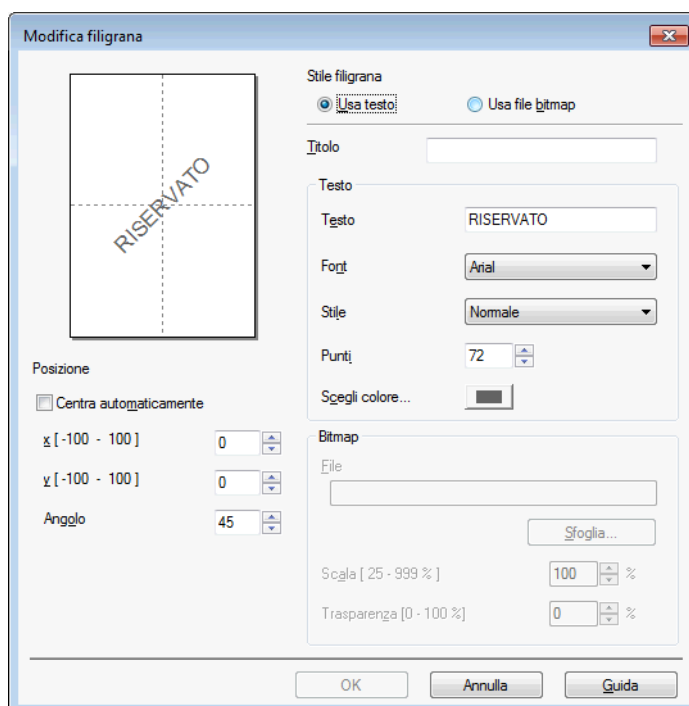 Modifica filigrana
RISERVATO
Posizione
Centra automaticamente
x [ -100 - 100 ] 0
y [ -100 - 100 ] 0
Angolo 45
Stile filigrana
Usa testo Usa file bitmap
Titolo
Testo
Testo RISERVATO
Font Arial
Stile Normale
Punti 72
Scegli colore...
Bitmap
File
Sfoglia...
Scala [ 25 - 999 % ] 100 %
Trasparenza [0 - 100 %] 0 %
OK Annulla Guida